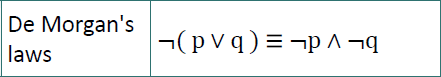 De Morgan's
laws
¬( p ∨ q ) ≡ ¬p ∧ ¬q